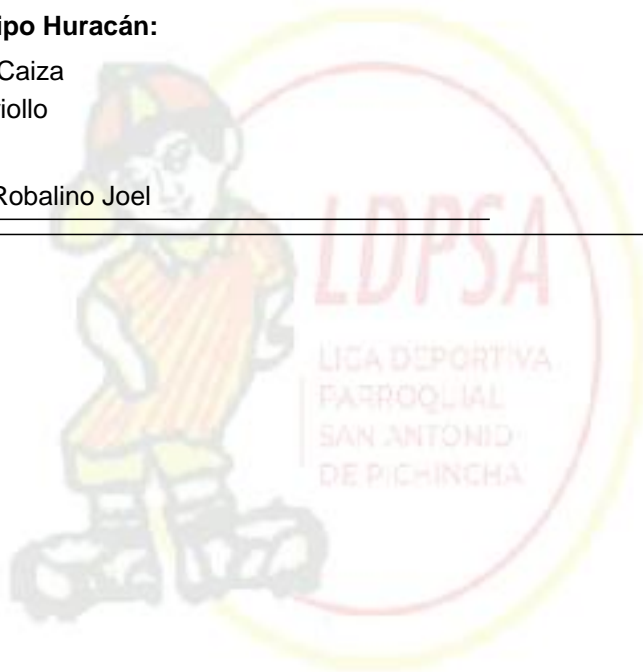 ipo Huracán:
Caiza
iollo
Robalino Joel
LDPSA
LIGA DEPORTIVA
PARROQUIAL
SAN ANTONIO
DE PICHINCHA